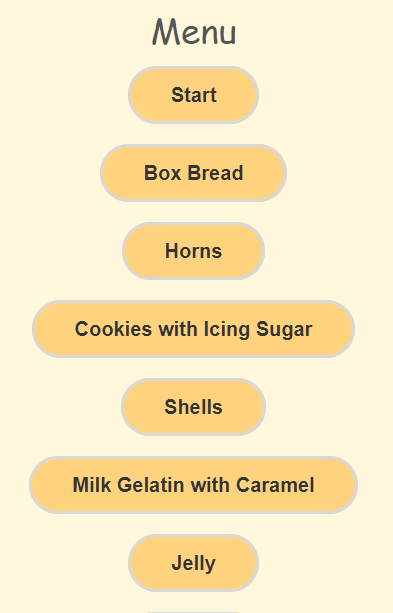 Menu
Start
Box Bread
Horns
Cookies with Icing Sugar
Shells
Milk Gelatin with Caramel
Jelly